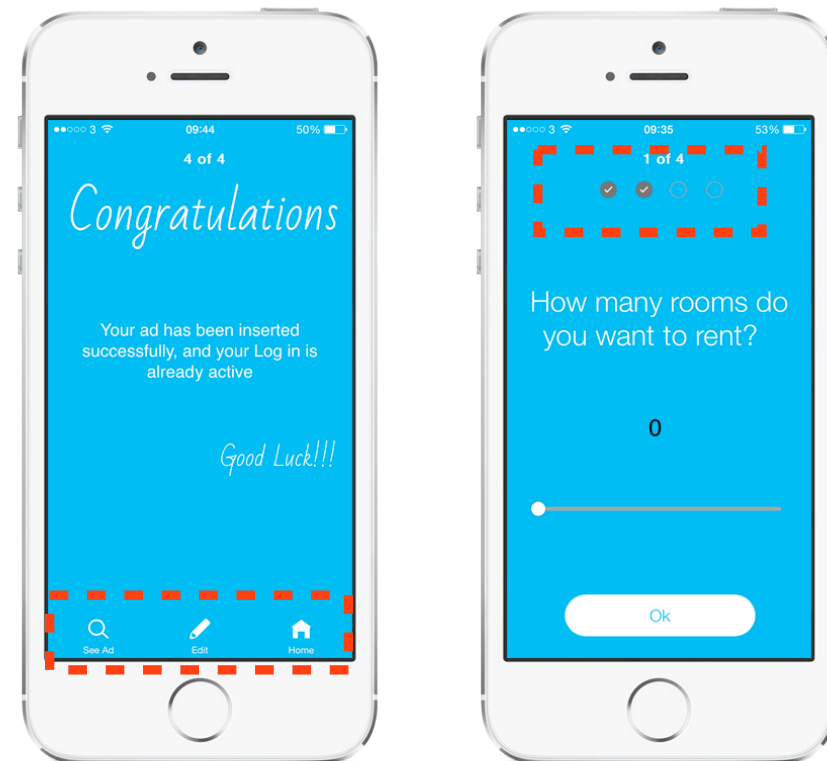 3 09:44 50%
4 of 4
Congratulations
Your ad has been inserted
successfully, and your Log in is
already active
Good Luck!!!
See Ad Edit Home
3 09:35 53%
1 of 4
How many rooms do
you want to rent?
0
Ok